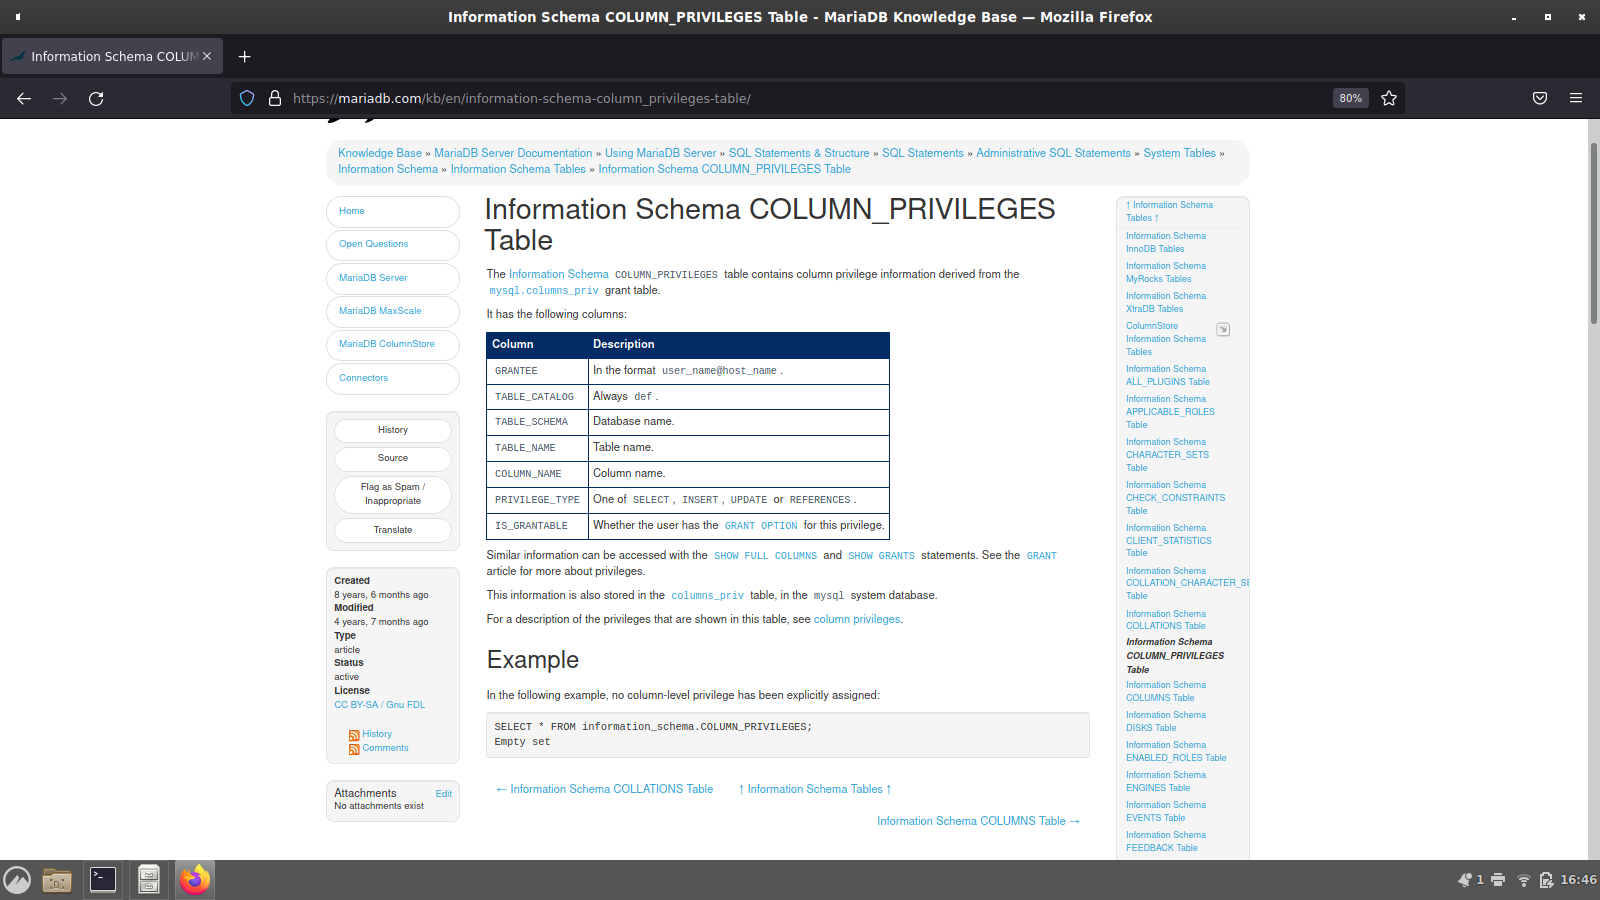 Information Schema COLUMN_PRIVILEGES Table - MariaDB Knowledge Base — Mozilla Firefox
Information Schema COLUM
https://mariadb.com/kb/en/information-schema-column_privileges-table/
80%
Knowledge Base » MariaDB Server Documentation » Using MariaDB Server » SQL Statements & Structure » SQL Statements » Administrative SQL Statements » System Tables »
Information Schema » Information Schema Tables » Information Schema COLUMN_PRIVILEGES Table
Home
Open Questions
MariaDB Server
MariaDB MaxScale
MariaDB ColumnStore
Connectors
History
Source
Flag as Spam /
Inappropriate
Translate
Created
8 years, 6 months ago
Modified
4 years, 7 months ago
Type
article
Status
active
License
CC BY-SA / Gnu FDL
History
Comments
Attachments Edit
No attachments exist
Information Schema COLUMN_PRIVILEGES
Table
The Information Schema COLUMN_PRIVILEGES table contains column privilege information derived from the
mysql.columns_priv grant table.
It has the following columns:
Column Description
GRANTEE In the format user_name@host_name .
TABLE_CATALOG Always def .
TABLE_SCHEMA Database name.
TABLE_NAME Table name.
COLUMN_NAME Column name.
PRIVILEGE_TYPE One of SELECT , INSERT , UPDATE or REFERENCES .
IS_GRANTABLE Whether the user has the GRANT OPTION for this privilege.
Similar information can be accessed with the SHOW FULL COLUMNS and SHOW GRANTS statements. See the GRANT
article for more about privileges.
This information is also stored in the columns_priv table, in the mysql system database.
For a description of the privileges that are shown in this table, see column privileges.
Example
In the following example, no column-level privilege has been explicitly assigned:
SELECT * FROM information_schema.COLUMN_PRIVILEGES;
Empty set
← Information Schema COLLATIONS Table ↑ Information Schema Tables ↑
Information Schema COLUMNS Table →
↑ Information Schema
Tables ↑
Information Schema
InnoDB Tables
Information Schema
MyRocks Tables
Information Schema
XtraDB Tables
ColumnStore
Information Schema
Tables
Information Schema
ALL_PLUGINS Table
Information Schema
APPLICABLE_ROLES
Table
Information Schema
CHARACTER_SETS
Table
Information Schema
CHECK_CONSTRAINTS
Table
Information Schema
CLIENT_STATISTICS
Table
Information Schema
COLLATION_CHARACTER_SE
Table
Information Schema
COLLATIONS Table
Information Schema
COLUMN_PRIVILEGES
Table
Information Schema
COLUMNS Table
Information Schema
DISKS Table
Information Schema
ENABLED_ROLES Table
Information Schema
ENGINES Table
Information Schema
EVENTS Table
Information Schema
FEEDBACK Table
1
16:46